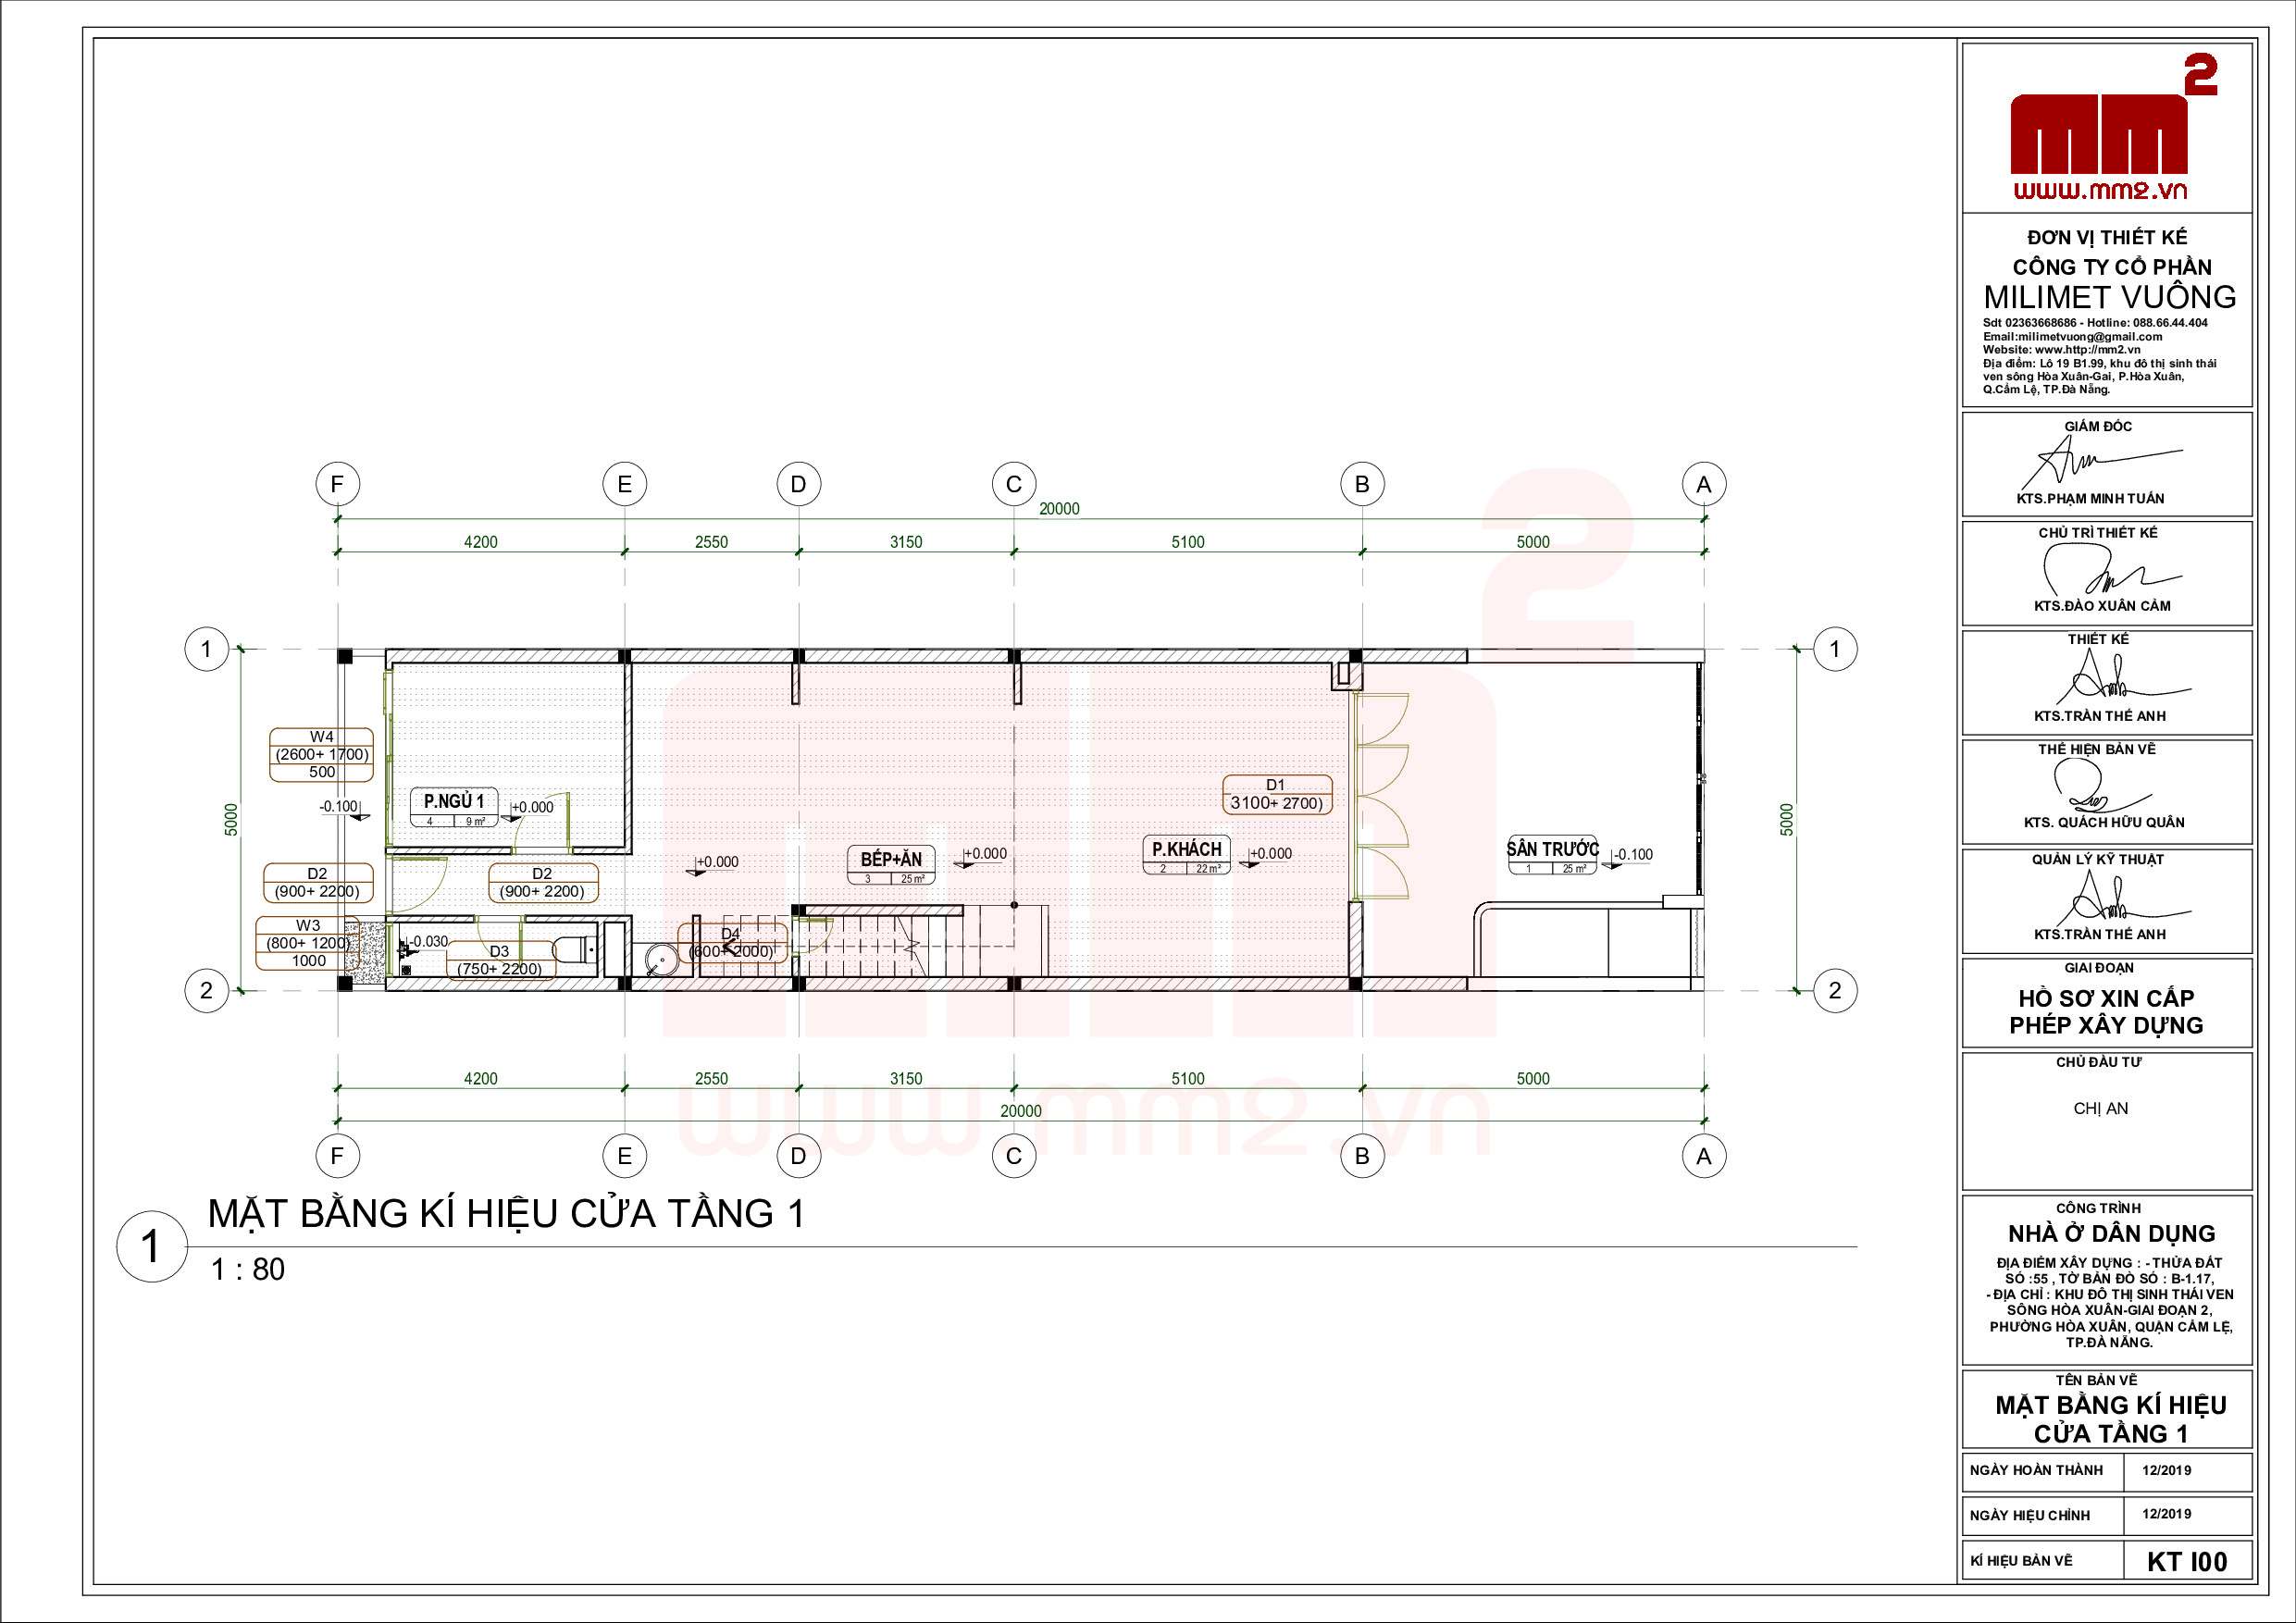 F
E
D
C
B
A
20000
4200
2550
3150
5100
5000
1
1
W4
(2600+ 1700)
500
-0.100
P.NGỦ 1
4
9 m²
+0.000
5000
5000
D1
3100+ 2700)
D2
(900+ 2200)
D2
(900+ 2200)
+0.000
BẾP+ĂN
3
25 m²
+0.000
P.KHÁCH
2
22 m²
+0.000
SÂN TRƯỚC
1
25 m²
-0.100
W3
(800+ 1200)
1000
-0.030
D3
(750+ 2200)
D4
(600+ 2000)
2
2
4200
2550
3150
5100
5000
20000
F
E
D
C
B
A
mm2
www.mm2.vn
1
MẶT BẰNG KÍ HIỆU CỬA TẦNG 1
1 : 80
mm2
www.mm2.vn
ĐƠN VỊ THIẾT KẾ
CÔNG TY CỔ PHẦN
MILIMET VUÔNG
Sdt 02363668686 - Hotline: 088.66.44.404
Email:milimetvuong@gmail.com
Website: www.http://mm2.vn
Địa điểm: Lô 19 B1.99, khu đô thị sinh thái
ven sông Hòa Xuân-Gai, P.Hòa Xuân,
Q.Cẩm Lệ, TP.Đà Nẵng.
GIÁM ĐỐC
KTS.PHẠM MINH TUẤN
CHỦ TRÌ THIẾT KẾ
KTS.ĐÀO XUÂN CẢM
THIẾT KẾ
KTS.TRẦN THẾ ANH
THỂ HIỆN BẢN VẼ
KTS. QUÁCH HỮU QUÂN
QUẢN LÝ KỸ THUẬT
KTS.TRẦN THẾ ANH
GIAI ĐOẠN
HỒ SƠ XIN CẤP
PHÉP XÂY DỰNG
CHỦ ĐẦU TƯ
CHỊ AN
CÔNG TRÌNH
NHÀ Ở DÂN DỤNG
ĐỊA ĐIỂM XÂY DỰNG : - THỬA ĐẤT
SỐ :55 , TỜ BẢN ĐỒ SỐ : B-1.17,
- ĐỊA CHỈ : KHU ĐÔ THỊ SINH THÁI VEN
SÔNG HÒA XUÂN-GIAI ĐOẠN 2,
PHƯỜNG HÒA XUÂN, QUẬN CẨM LỆ,
TP.ĐÀ NẴNG.
TÊN BẢN VẼ
MẶT BẰNG KÍ HIỆU
CỬA TẦNG 1
NGÀY HOÀN THÀNH
12/2019
NGÀY HIỆU CHỈNH
12/2019
KÍ HIỆU BẢN VẼ
KT I00